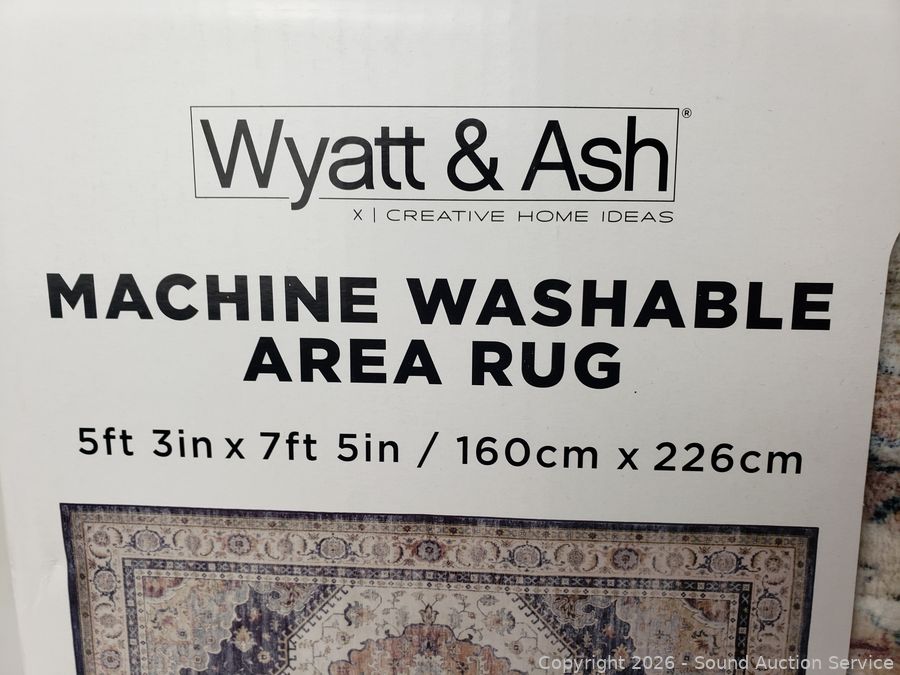 Wyatt & Ash®
X | CREATIVE HOME IDEAS
MACHINE WASHABLE
AREA RUG
5ft 3in x 7ft 5in / 160cm x 226cm
Copyright 2026 - Sound Auction Service